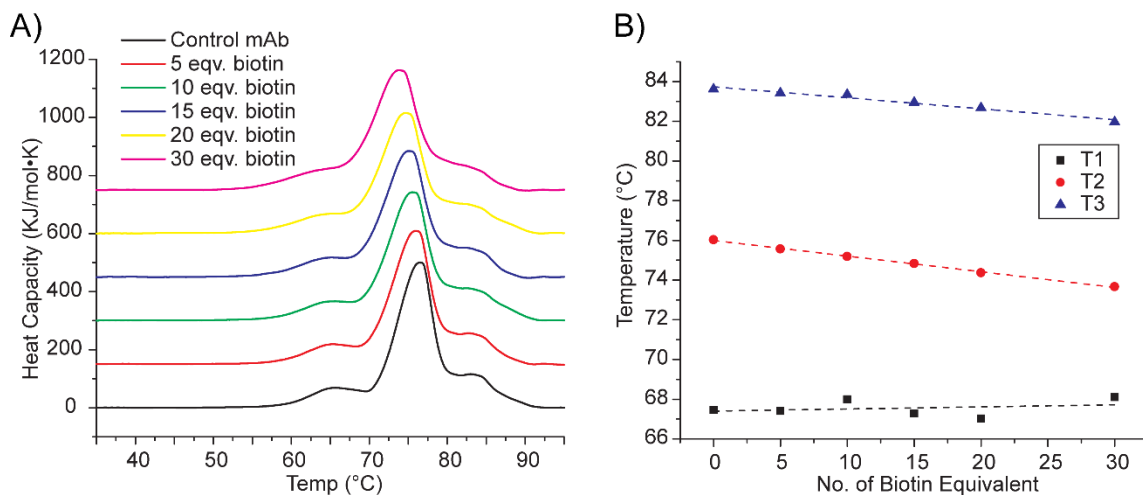 A)
Control mAb
5 eqv. biotin
10 eqv. biotin
15 eqv. biotin
20 eqv. biotin
30 eqv. biotin
1200
1000
800
600
400
200
0
Heat Capacity (KJ/mol•K)
40 50 60 70 80 90
Temp (°C)
B)
84
82
76
74
72
70
68
66
Temperature (°C)
T1
T2
T3
0 5 10 15 20 25 30
No. of Biotin Equivalent